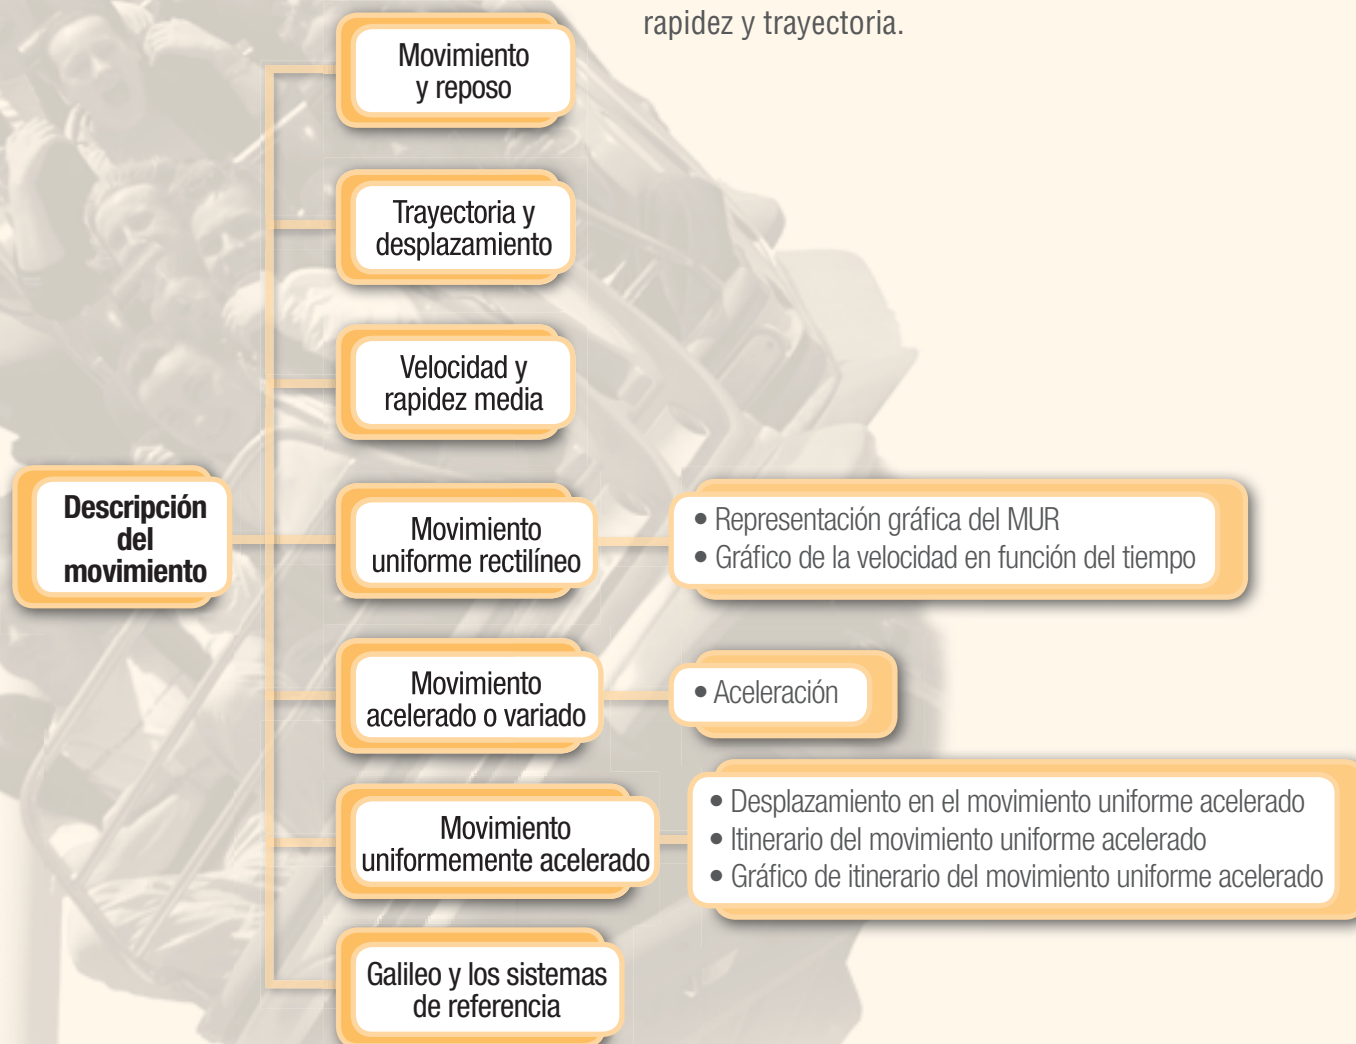 rapidez y trayectoria.
Movimiento
y reposo
Trayectoria y
desplazamiento
Velocidad y
rapidez media
Descripción
del
movimiento
Movimiento
uniforme rectilíneo
• Representación gráfica del MUR
• Gráfico de la velocidad en función del tiempo
Movimiento
acelerado o variado
• Aceleración
Movimiento
uniformemente acelerado
• Desplazamiento en el movimiento uniforme acelerado
• Itinerario del movimiento uniforme acelerado
• Gráfico de itinerario del movimiento uniforme acelerado
Galileo y los sistemas
de referencia